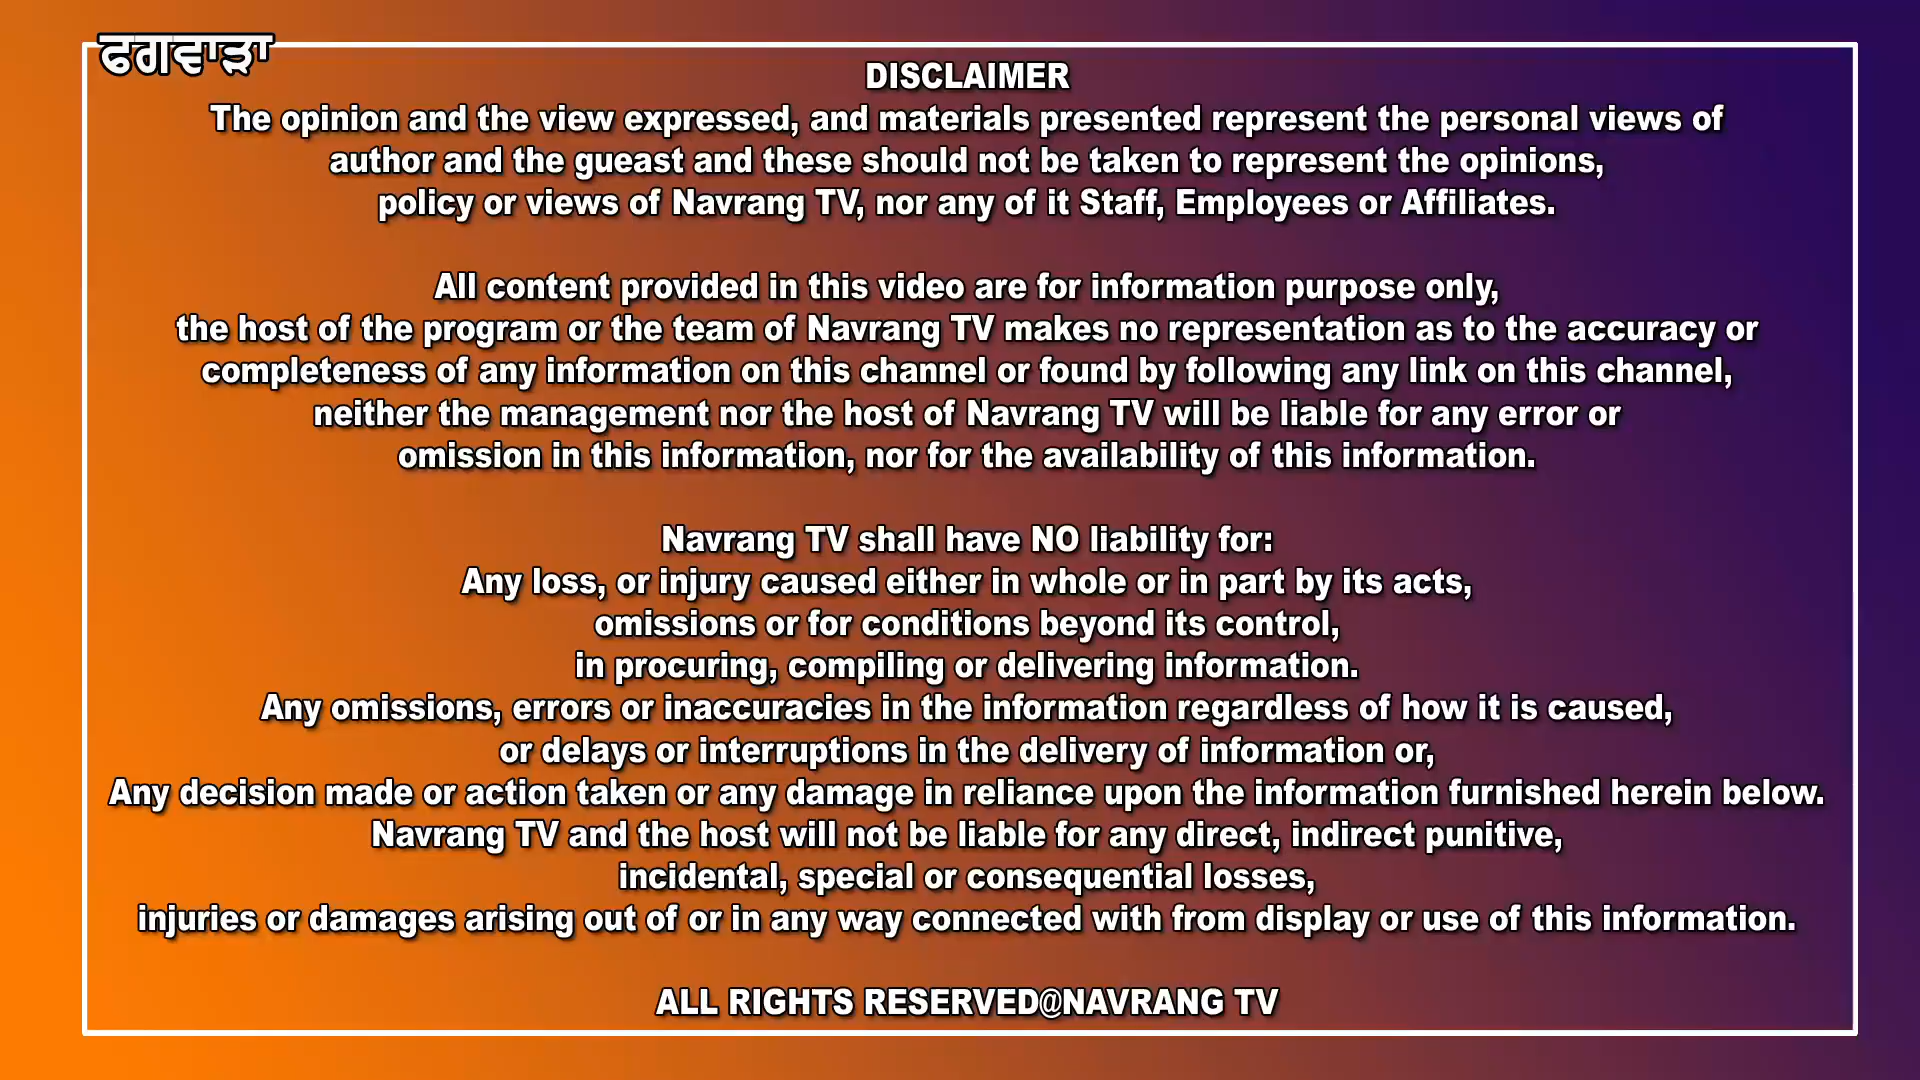 ਫਗਵਾੜਾ
DISCLAIMER
The opinion and the view expressed, and materials presented represent the personal views of
author and the gueast and these should not be taken to represent the opinions,
policy or views of Navrang TV, nor any of it Staff, Employees or Affiliates.
All content provided in this video are for information purpose only,
the host of the program or the team of Navrang TV makes no representation as to the accuracy or
completeness of any information on this channel or found by following any link on this channel,
neither the management nor the host of Navrang TV will be liable for any error or
omission in this information, nor for the availability of this information.
Navrang TV shall have NO liability for:
Any loss, or injury caused either in whole or in part by its acts,
omissions or for conditions beyond its control,
in procuring, compiling or delivering information.
Any omissions, errors or inaccuracies in the information regardless of how it is caused,
or delays or interruptions in the delivery of information or,
Any decision made or action taken or any damage in reliance upon the information furnished herein below.
Navrang TV and the host will not be liable for any direct, indirect punitive,
incidental, special or consequential losses,
injuries or damages arising out of or in any way connected with from display or use of this information.
ALL RIGHTS RESERVED@NAVRANG TV